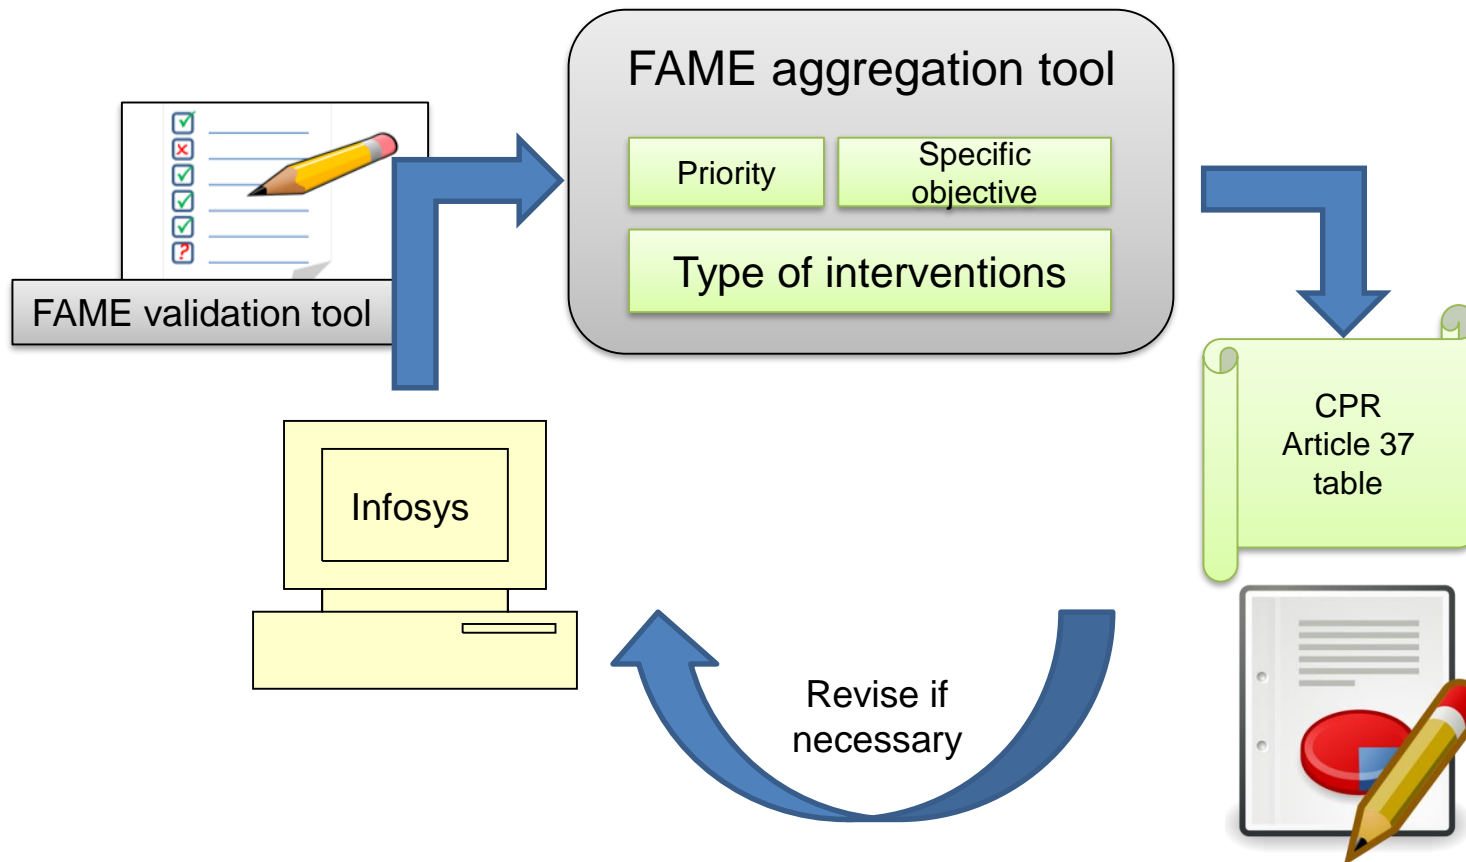 FAME aggregation tool
Priority
Specific
objective
Type of interventions
FAME validation tool
Infosys
CPR
Article 37
table
Revise if
necessary